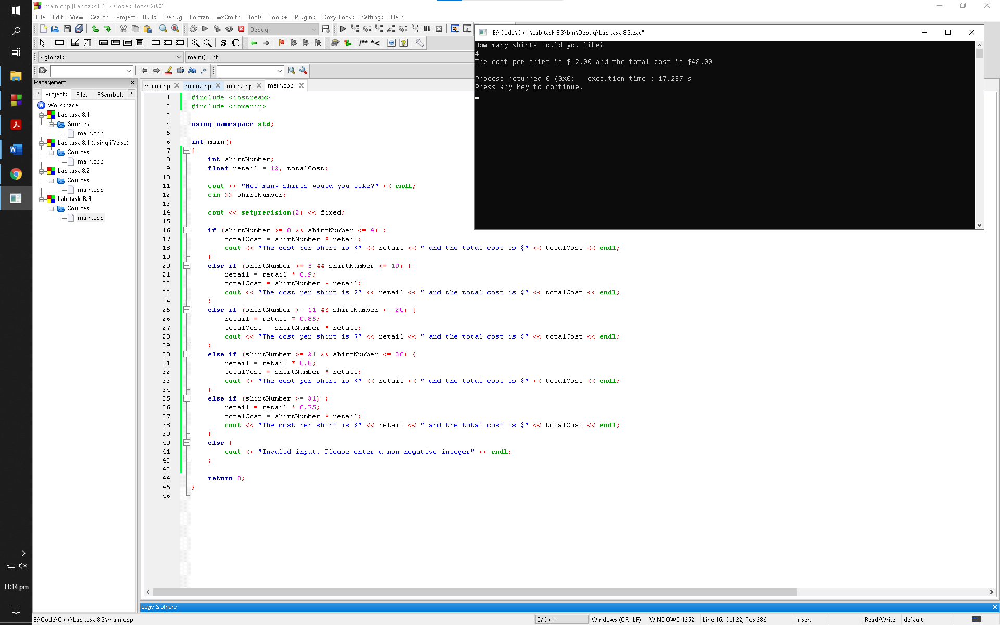 main.cpp [Lab task 8.3] - Code::Blocks 20.03
File Edit View Search Project Build Debug Fortran wxSmith Tools Tools+ Plugins DoxyBlocks Settings Help
Debug
S C /** *<
<global> main() : int
Aa .*
Management
main.cpp main.cpp main.cpp main.cpp
Projects Files FSymbols
Workspace
Lab task 8.1
Sources
main.cpp
Lab task 8.1 (using if/else)
Sources
main.cpp
Lab task 8.2
Sources
main.cpp
Lab task 8.3
Sources
main.cpp
1 #include <iostream>
2 #include <iomanip>
3
4 using namespace std;
5
6 int main()
7 {
8 int shirtNumber;
9 float retail = 12, totalCost;
10
11 cout << "How many shirts would you like?" << endl;
12 cin >> shirtNumber;
13
14 cout << setprecision(2) << fixed;
15
16 if (shirtNumber >= 0 && shirtNumber <= 4) {
17 totalCost = shirtNumber * retail;
18 cout << "The cost per shirt is $" << retail << " and the total cost is $" << totalCost << endl;
19 }
20 else if (shirtNumber >= 5 && shirtNumber <= 10) {
21 retail = retail * 0.9;
22 totalCost = shirtNumber * retail;
23 cout << "The cost per shirt is $" << retail << " and the total cost is $" << totalCost << endl;
24 }
25 else if (shirtNumber >= 11 && shirtNumber <= 20) {
26 retail = retail * 0.85;
27 totalCost = shirtNumber * retail;
28 cout << "The cost per shirt is $" << retail << " and the total cost is $" << totalCost << endl;
29 }
30 else if (shirtNumber >= 21 && shirtNumber <= 30) {
31 retail = retail * 0.8;
32 totalCost = shirtNumber * retail;
33 cout << "The cost per shirt is $" << retail << " and the total cost is $" << totalCost << endl;
34 }
35 else if (shirtNumber >= 31) {
36 retail = retail * 0.75;
37 totalCost = shirtNumber * retail;
38 cout << "The cost per shirt is $" << retail << " and the total cost is $" << totalCost << endl;
39 }
40 else {
41 cout << "Invalid input. Please enter a non-negative integer" << endl;
42 }
43
44 return 0;
45 }
46
"E:\Code\C++\Lab task 8.3\bin\Debug\Lab task 8.3.exe"
How many shirts would you like?
4
The cost per shirt is $12.00 and the total cost is $48.00
Process returned 0 (0x0) execution time : 17.237 s
Press any key to continue.
Logs & others
E:\Code\C++\Lab task 8.3\main.cpp C/C++ Windows (CR+LF) WINDOWS-1252 Line 16, Col 22, Pos 286 Insert Read/Write default
11:14 pm